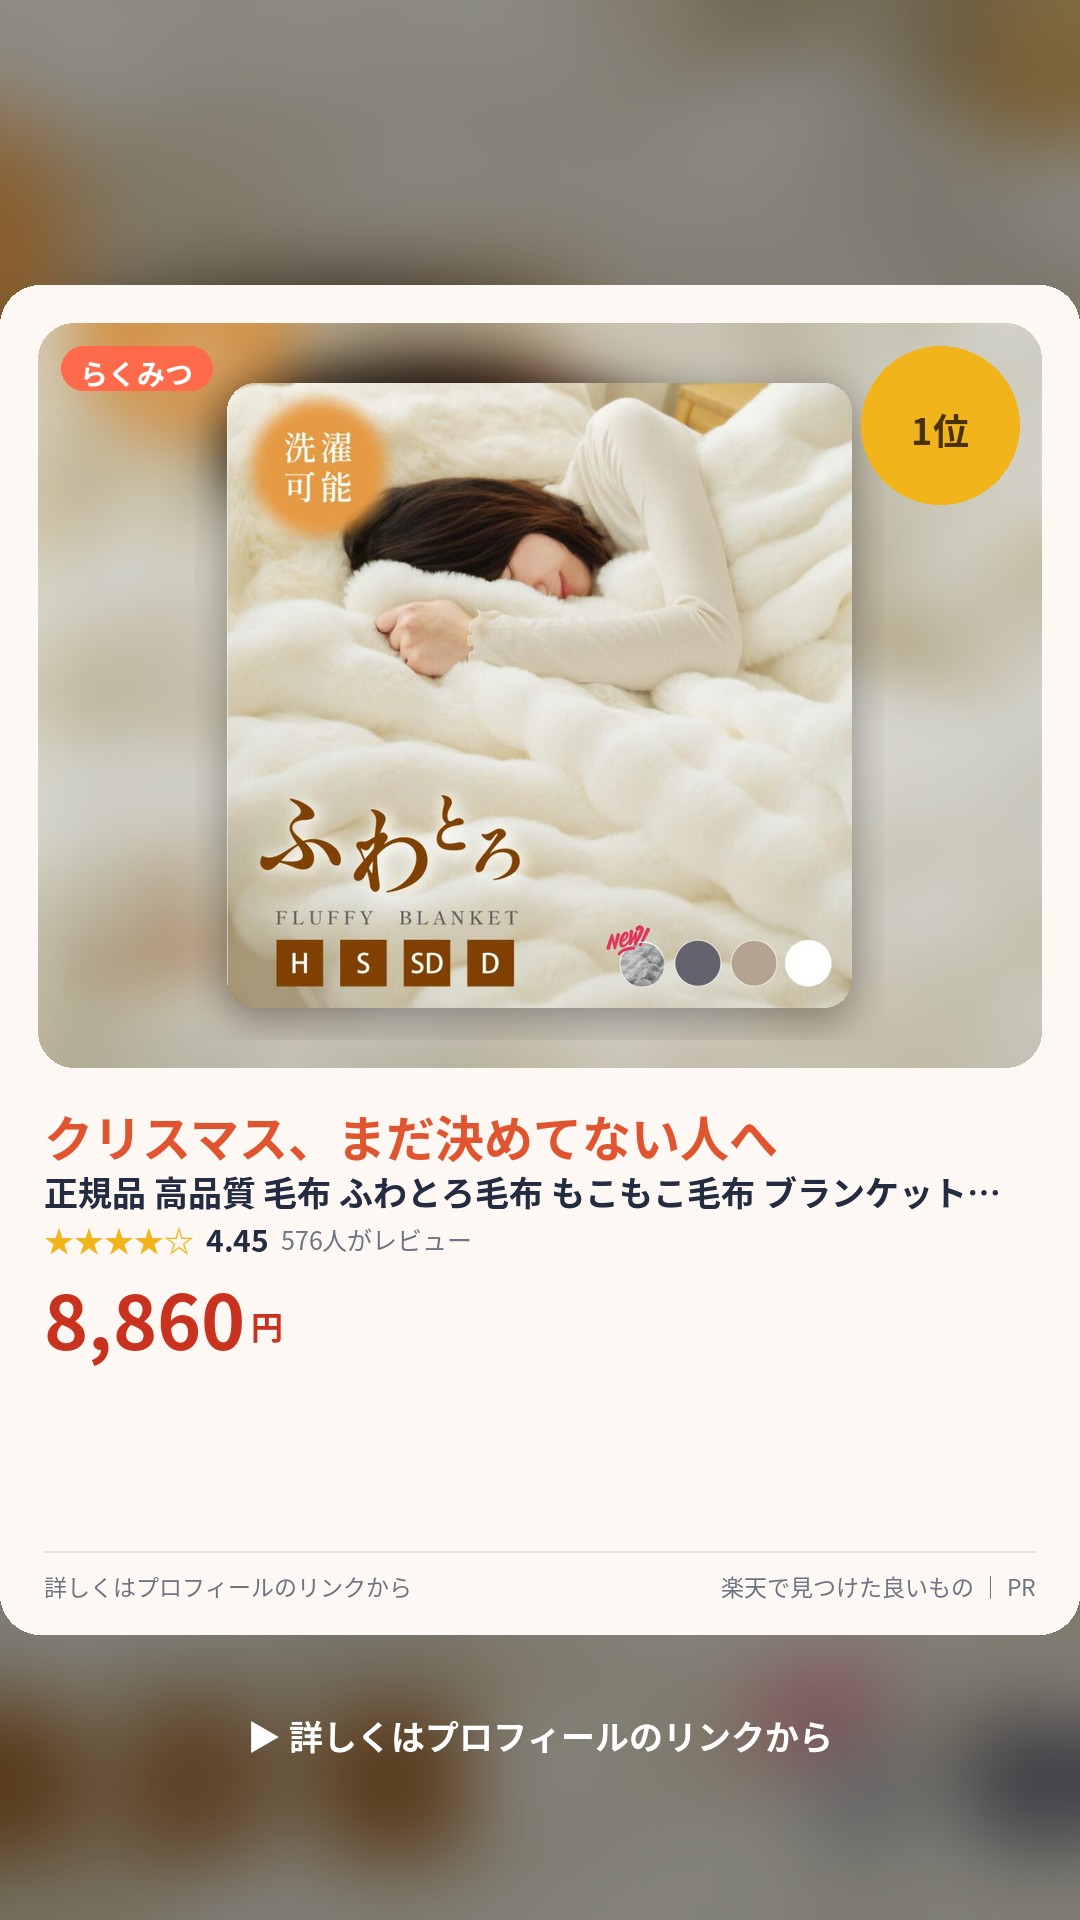 らくみつ
1位
洗濯
可能
ふわとろ
FLUFFY BLANKET
H S SD D
NEW!
クリスマス、まだ決めてない人へ
正規品 高品質 毛布 ふわとろ毛布 もこもこ毛布 ブランケット…
★★★★☆ 4.45 576人がレビュー
8,860円
詳しくはプロフィールのリンクから
楽天で見つけた良いもの｜PR
▶ 詳しくはプロフィールのリンクから